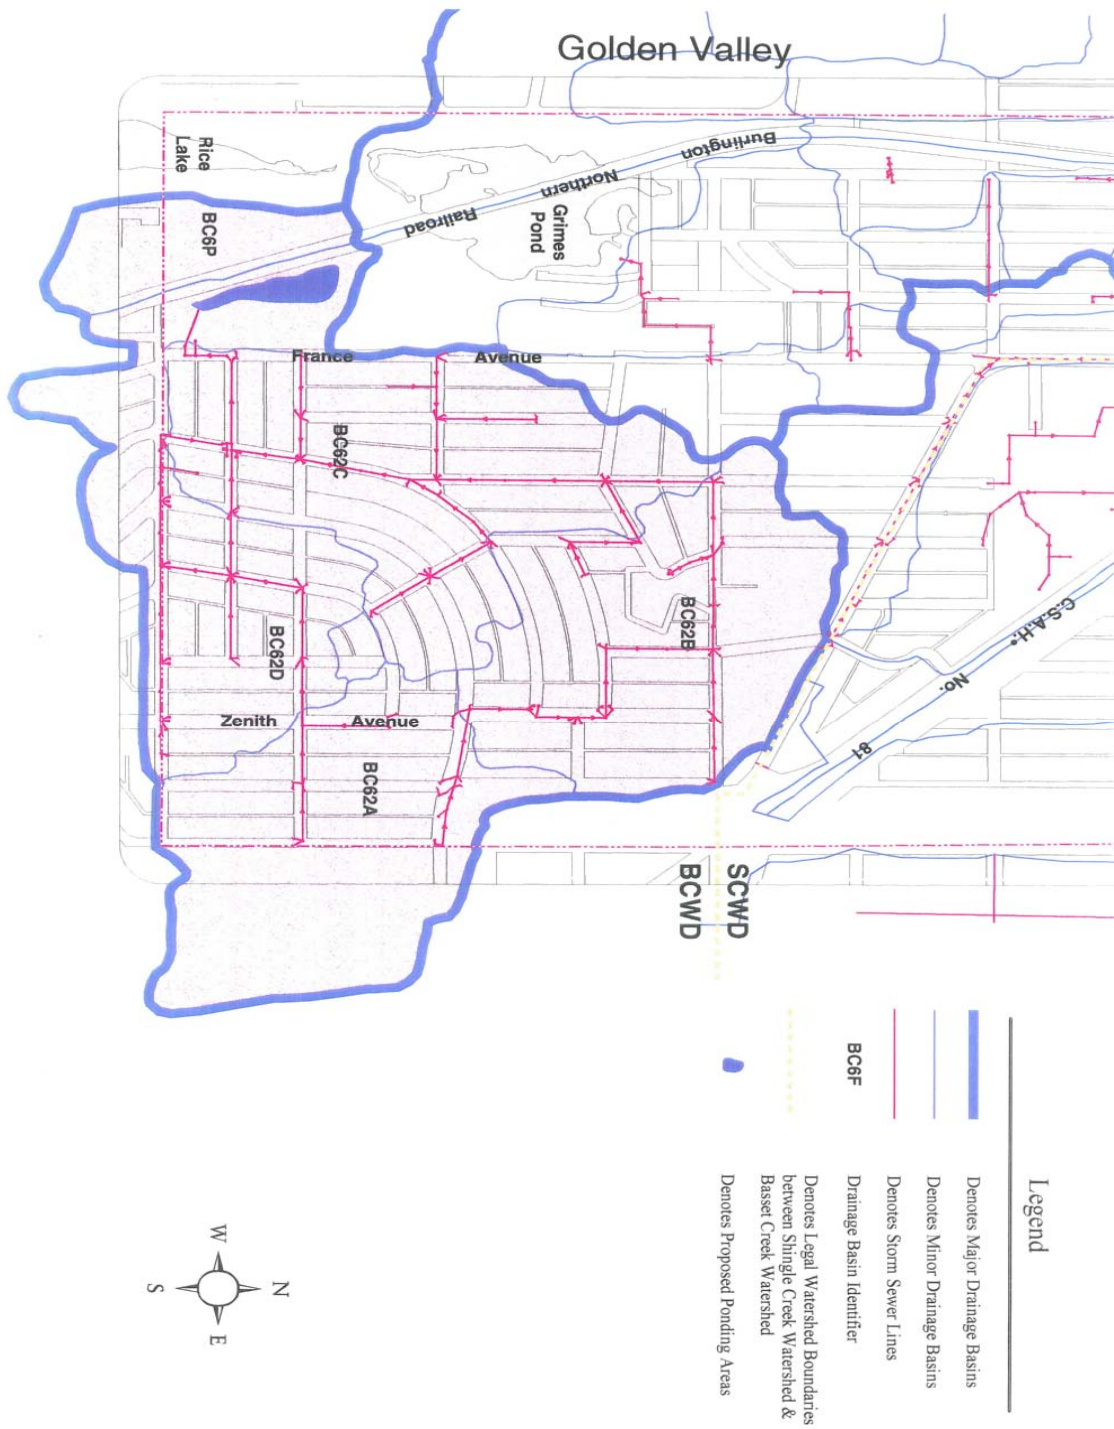 Golden Valley
Rice
Lake
Burlington
Northern
Railroad
Grimes
Pond
BC6P
France Avenue
BC62C
BC62B
BC62D
Zenith Avenue
BC62A
C.S.A.H.
No.
81
SCWD
BCWD
Legend
Denotes Major Drainage Basins
Denotes Minor Drainage Basins
Denotes Storm Sewer Lines
BC6F
Drainage Basin Identifier
Denotes Legal Watershed Boundaries
between Shingle Creek Watershed &
Basset Creek Watershed
Denotes Proposed Ponding Areas
N
W
E
S